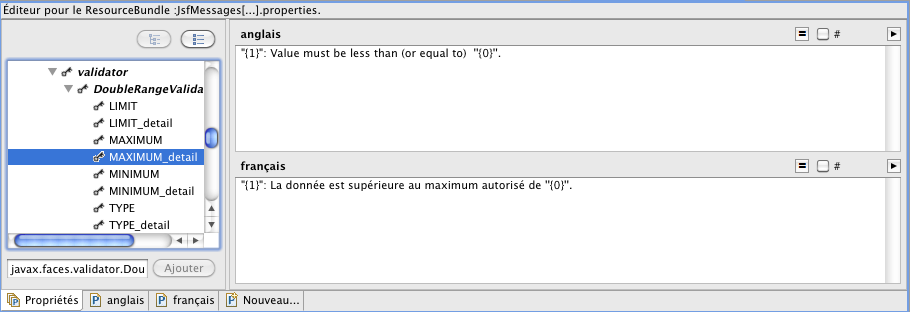 Éditeur pour le ResourceBundle :JsfMessages[...].properties.
validator
DoubleRangeValida
LIMIT
LIMIT_detail
MAXIMUM
MAXIMUM_detail
MINIMUM
MINIMUM_detail
TYPE
TYPE_detail
javax.faces.validator.Dou
Ajouter
anglais
#
"{1}": Value must be less than (or equal to)  "{0}".
français
#
"{1}": La donnée est supérieure au maximum autorisé de "{0}".
Propriétés
anglais
français
Nouveau...